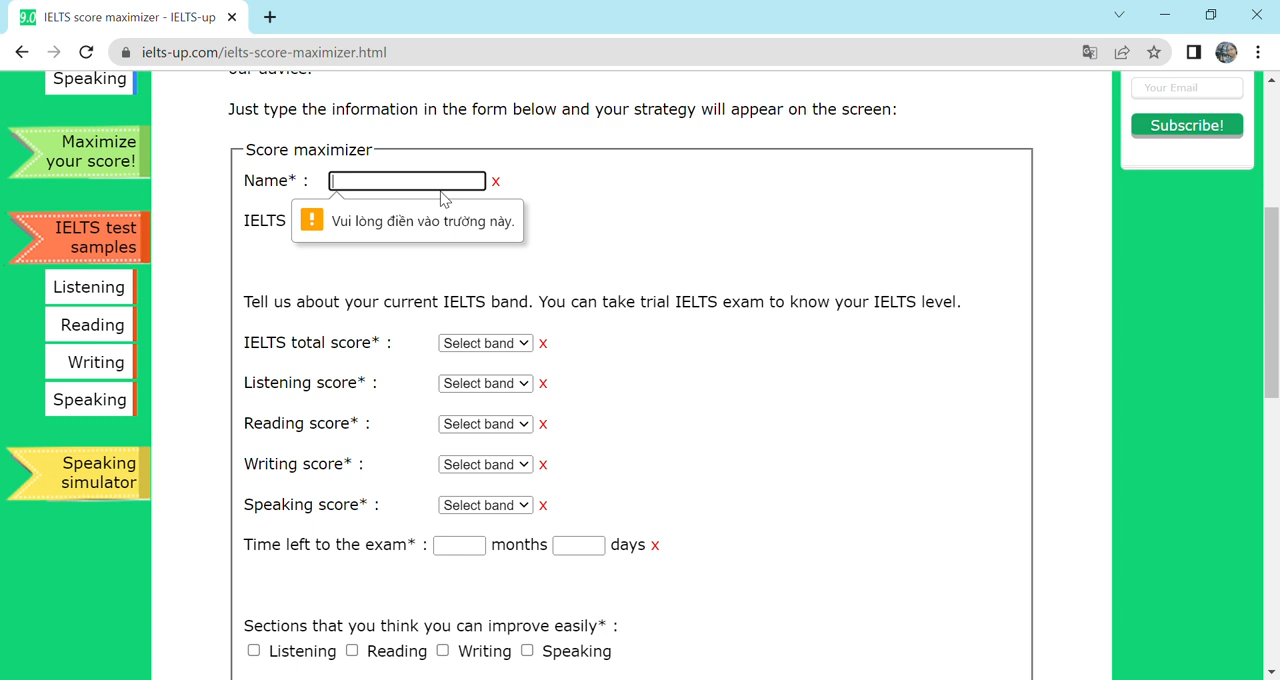 9.0 IELTS score maximizer - IELTS-up
ielts-up.com/ielts-score-maximizer.html
Speaking
our advice.
Your Email
Subscribe!
Just type the information in the form below and your strategy will appear on the screen:
Maximize
your score!
Score maximizer
Name* : x
Vui lòng điền vào trường này.
IELTS
IELTS test
samples
Listening
Reading
Writing
Speaking
Speaking
simulator
Tell us about your current IELTS band. You can take trial IELTS exam to know your IELTS level.
IELTS total score* : Select band x
Listening score* : Select band x
Reading score* : Select band x
Writing score* : Select band x
Speaking score* : Select band x
Time left to the exam* : months days x
Sections that you think you can improve easily* :
Listening Reading Writing Speaking